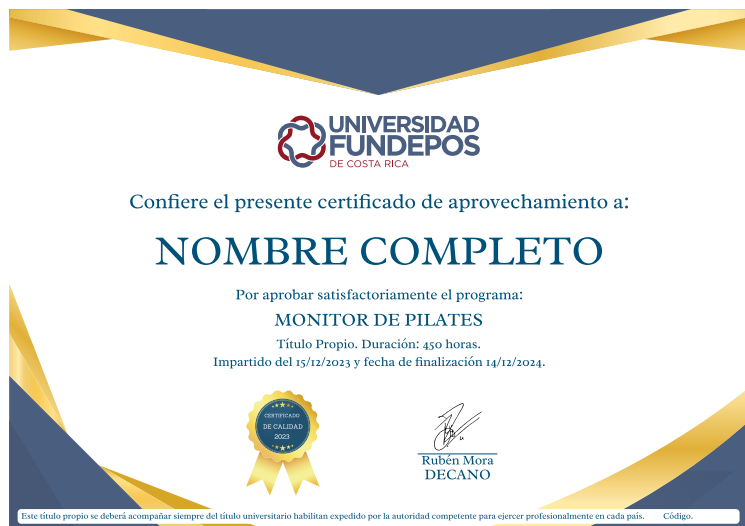 UNIVERSIDAD
FUNDEPOS
DE COSTA RICA
Confiere el presente certificado de aprovechamiento a:
NOMBRE COMPLETO
Por aprobar satisfactoriamente el programa:
MONITOR DE PILATES
Título Propio. Duración: 450 horas.
Impartido del 15/12/2023 y fecha de finalización 14/12/2024.
CERTIFICADO
DE CALIDAD
2023
Rubén Mora
DECANO
Este título propio se deberá acompañar siempre del título universitario habilitan expedido por la autoridad competente para ejercer profesionalmente en cada país. Código.